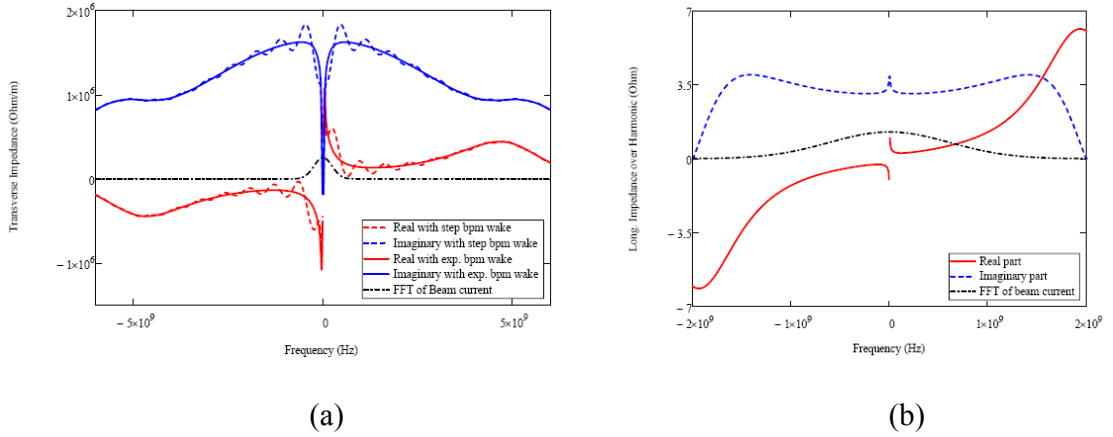 2×10⁶
1×10⁶
0
− 1×10⁶
Transverse Impedance (Ohm/m)
Real with step bpm wake
Imaginary with step bpm wake
Real with exp. bpm wake
Imaginary with exp. bpm wake
FFT of Beam current
− 5×10⁹
0
5×10⁹
Frequency (Hz)
(a)
7
3.5
0
− 3.5
− 7
Long. Impedance over Harmonic (Ohm)
Real part
Imaginary part
FFT of beam current
− 2×10⁹
− 1×10⁹
0
1×10⁹
2×10⁹
Frequency (Hz)
(b)